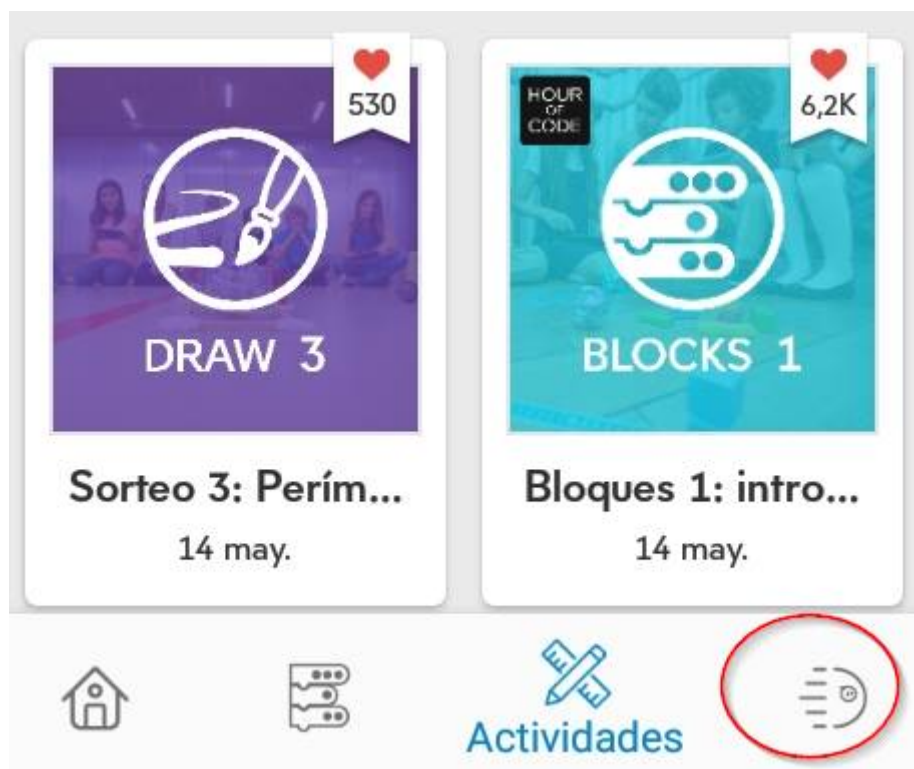 530
DRAW 3
Sorteo 3: Perím...
14 may.
HOUR
OF
CODE
6,2K
BLOCKS 1
Bloques 1: intro...
14 may.
Actividades